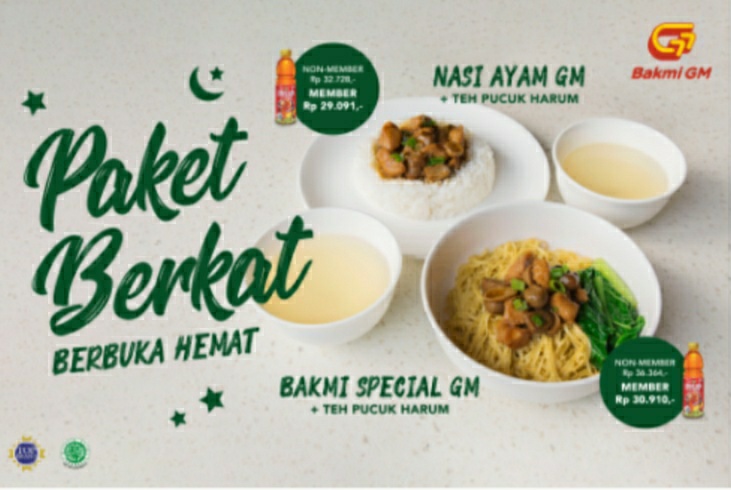 Bakmi GM
NON-MEMBER
Rp 32.728,-
MEMBER
Rp 29.091,-
NASI AYAM GM
+ TEH PUCUK HARUM
Paket
Berkat
BERBUKA HEMAT
BAKMI SPECIAL GM
+ TEH PUCUK HARUM
NON-MEMBER
Rp 36.364,-
MEMBER
Rp 30.910,-